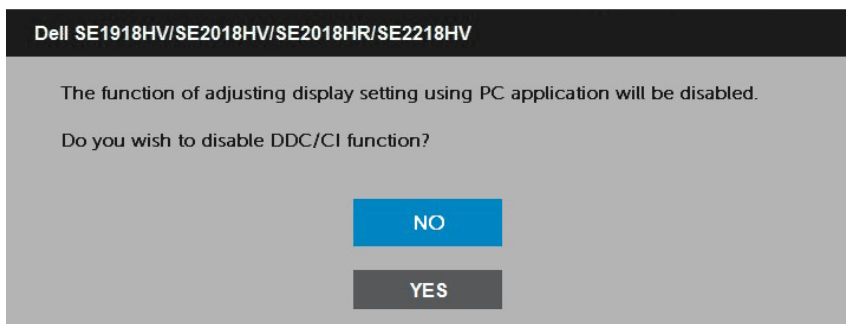 Dell SE1918HV/SE2018HV/SE2018HR/SE2218HV
The function of adjusting display setting using PC application will be disabled.
Do you wish to disable DDC/CI function?
NO
YES